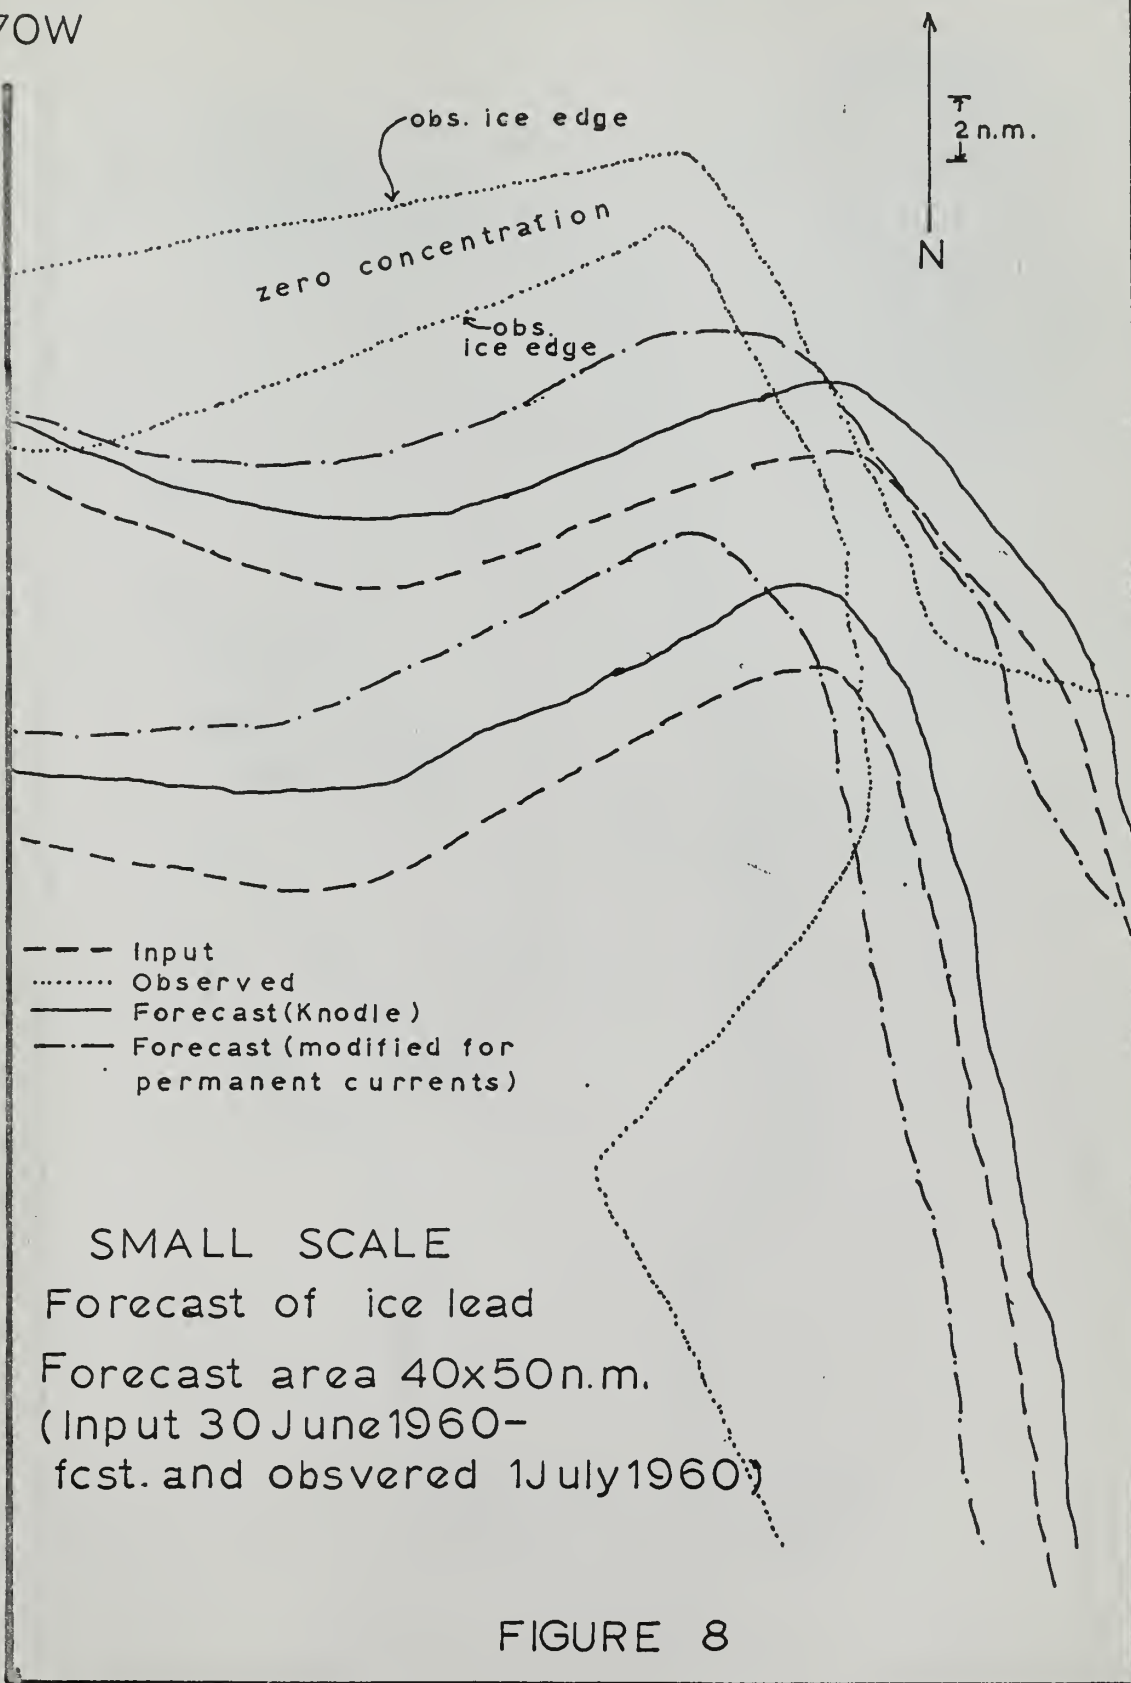 70W
obs. ice edge
2 n.m.
N
zero concentration
obs.
ice edge
Input
Observed
Forecast (Knodle)
Forecast (modified for
permanent currents)
SMALL SCALE
Forecast of ice lead
Forecast area 40x50 n.m.
(Input 30 June 1960-
fcst. and obsvered 1 July 1960)
FIGURE 8